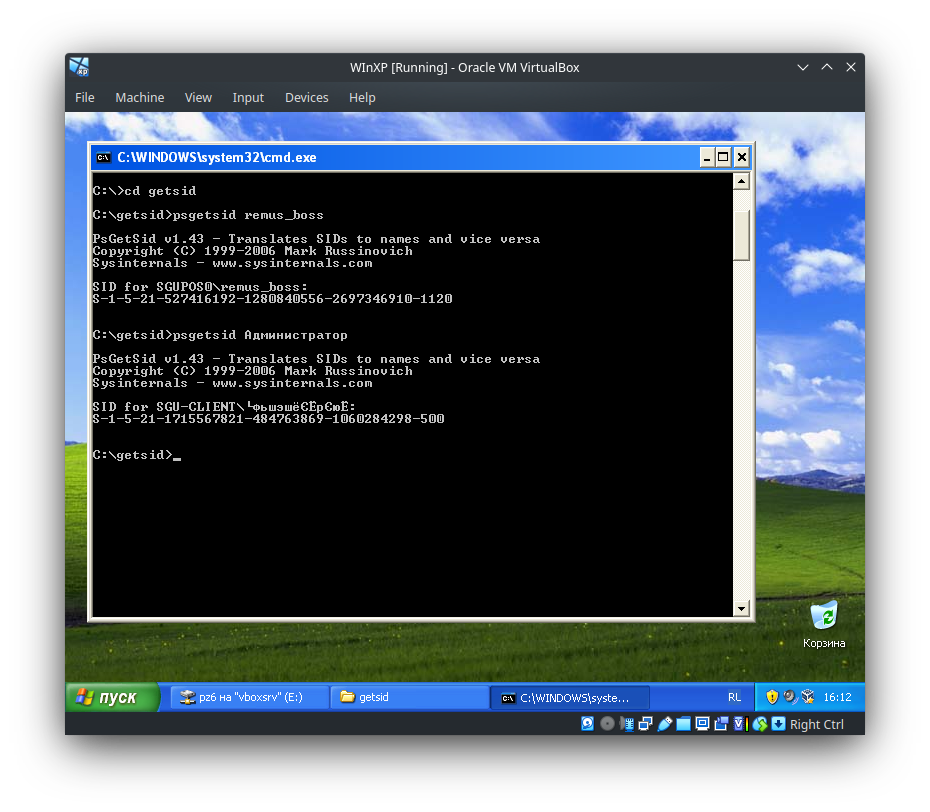 WInXP [Running] - Oracle VM VirtualBox
File Machine View Input Devices Help
C:\WINDOWS\system32\cmd.exe
C:\>cd getsid
C:\getsid>psgetsid remus_boss
PsGetSid v1.43 - Translates SIDs to names and vice versa
Copyright (C) 1999-2006 Mark Russinovich
Sysinternals - www.sysinternals.com
SID for SGUPOS0\remus_boss:
S-1-5-21-527416192-1280840556-2697346910-1120
C:\getsid>psgetsid Администратор
PsGetSid v1.43 - Translates SIDs to names and vice versa
Copyright (C) 1999-2006 Mark Russinovich
Sysinternals - www.sysinternals.com
SID for SGU-CLIENT\└фьшэшёЄЁрЄюЁ:
S-1-5-21-1715567821-484763869-1060284298-500
C:\getsid>_
Корзина
пуск pz6 на "vboxsrv" (E:) getsid C:\WINDOWS\syste... RL 16:12
Right Ctrl